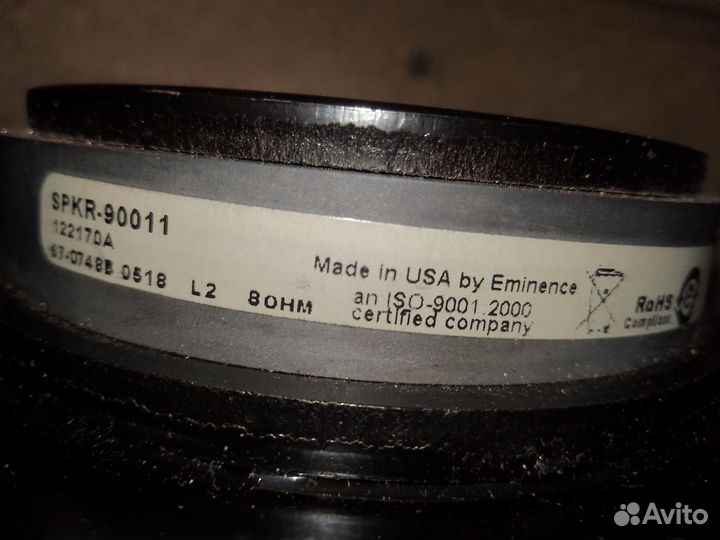 SPKR-90011
122170A
67-0748B 0518 L2 8OHM
Made in USA by Eminence
an ISO-9001:2000
certified company
RoHS
Compliant
e
Avito